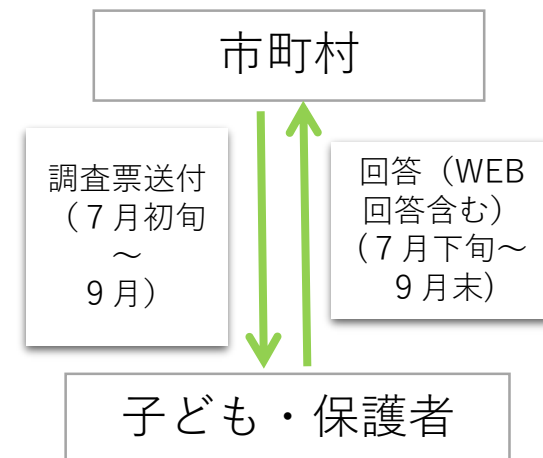 市町村
調査票送付
（７月初旬
～
９月）
回答（WEB
回答含む）
（７月下旬～
９月末）
子ども・保護者